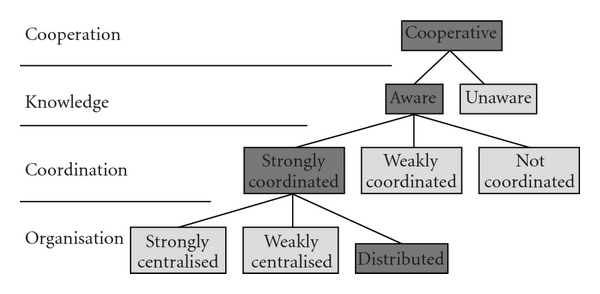 Cooperation
Cooperative
Knowledge
Aware
Unaware
Coordination
Strongly
coordinated
Weakly
coordinated
Not
coordinated
Organisation
Strongly
centralised
Weakly
centralised
Distributed